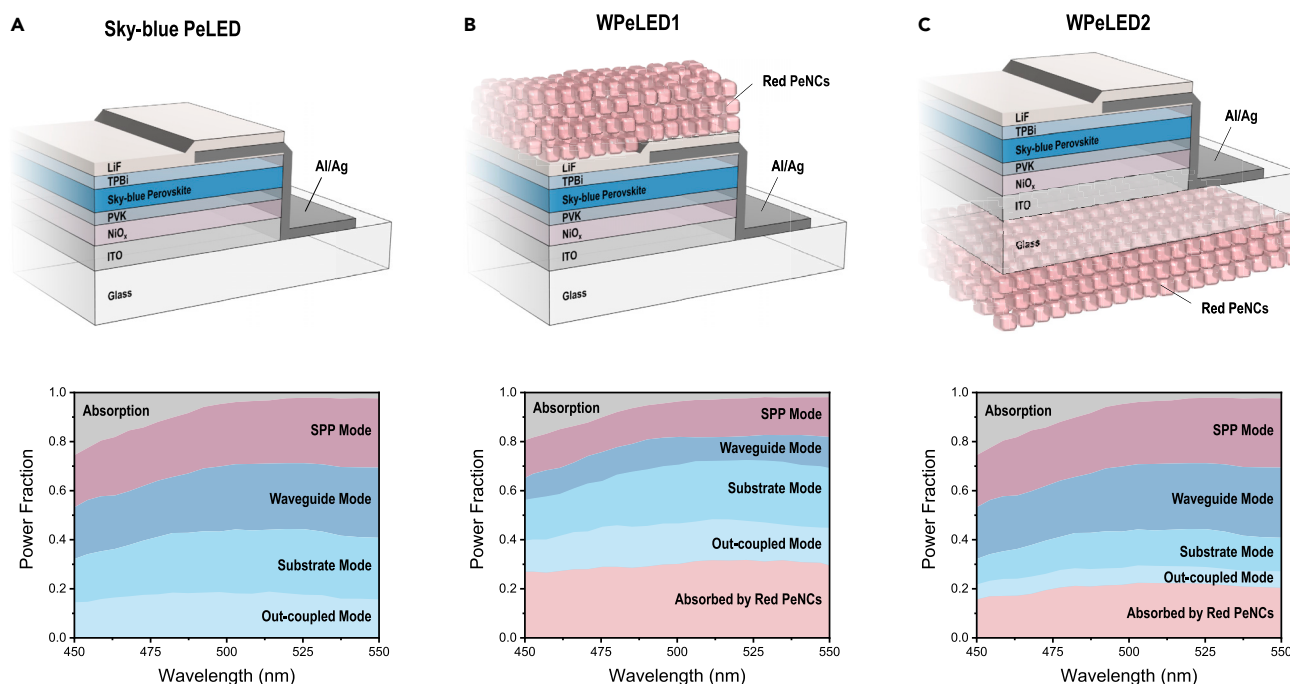 A
Sky-blue PeLED
LiF
TPBi
Sky-blue Perovskite
PVK
NiOₓ
ITO
Glass
Al/Ag
B
WPeLED1
Red PeNCs
LiF
TPBi
Sky-blue Perovskite
PVK
NiOₓ
ITO
Glass
Al/Ag
C
WPeLED2
LiF
TPBi
Sky-blue Perovskite
PVK
NiOₓ
ITO
Glass
Al/Ag
Red PeNCs
Power Fraction
1.0
0.8
0.6
0.4
0.2
0.0
Absorption
SPP Mode
Waveguide Mode
Substrate Mode
Out-coupled Mode
450
475
500
525
550
Wavelength (nm)
Power Fraction
1.0
0.8
0.6
0.4
0.2
0.0
Absorption
SPP Mode
Waveguide Mode
Substrate Mode
Out-coupled Mode
Absorbed by Red PeNCs
450
475
500
525
550
Wavelength (nm)
Power Fraction
1.0
0.8
0.6
0.4
0.2
0.0
Absorption
SPP Mode
Waveguide Mode
Substrate Mode
Out-coupled Mode
Absorbed by Red PeNCs
450
475
500
525
550
Wavelength (nm)